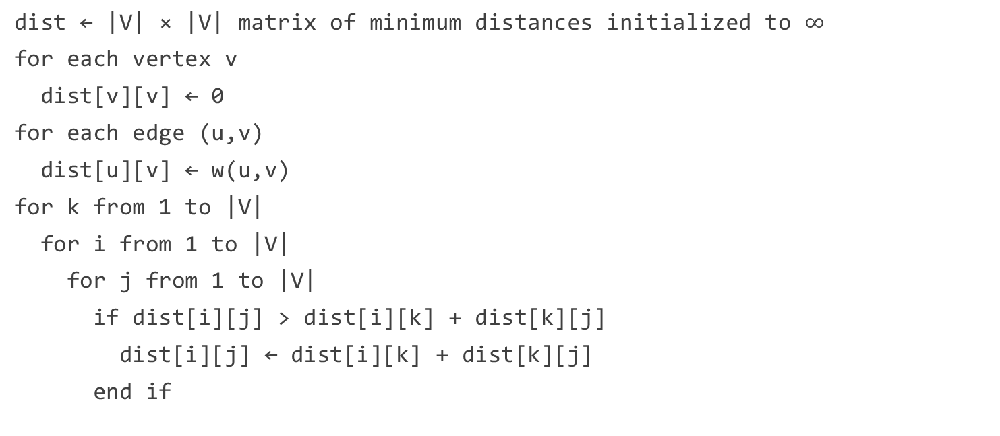 dist ← |V| × |V| matrix of minimum distances initialized to ∞
for each vertex v
  dist[v][v] ← 0
for each edge (u,v)
  dist[u][v] ← w(u,v)
for k from 1 to |V|
  for i from 1 to |V|
    for j from 1 to |V|
      if dist[i][j] > dist[i][k] + dist[k][j]
        dist[i][j] ← dist[i][k] + dist[k][j]
      end if